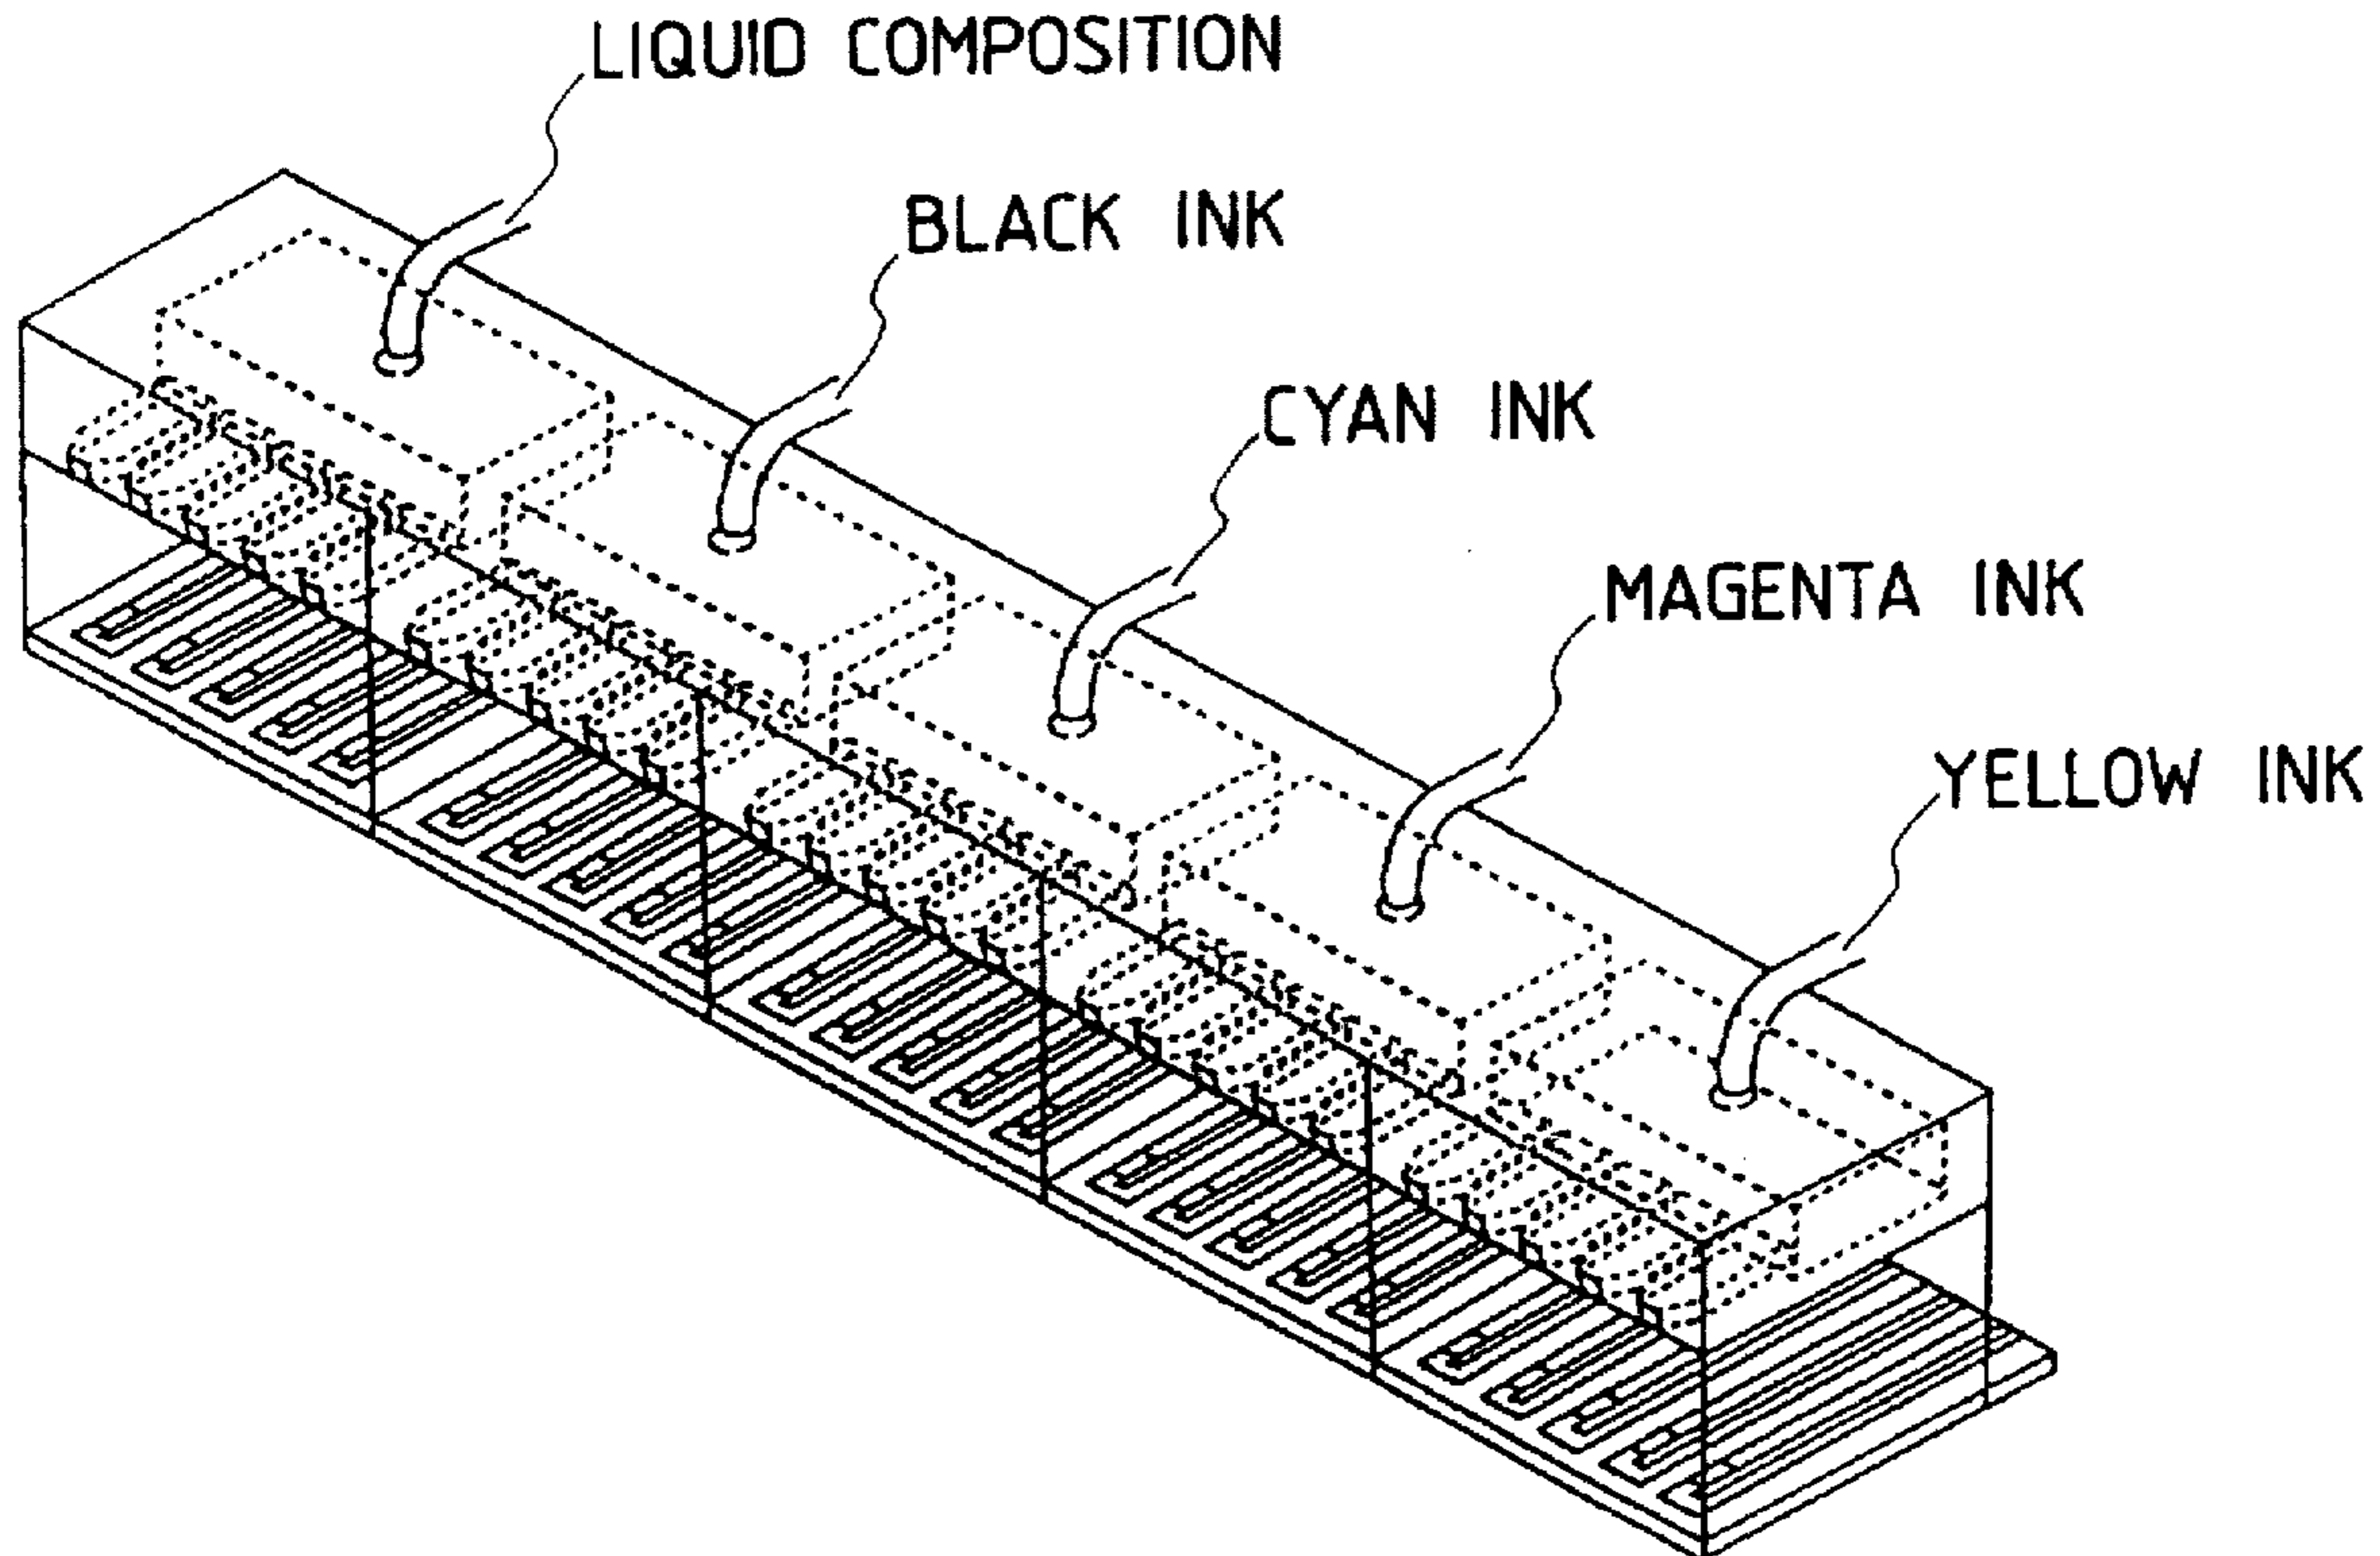 LIQUID COMPOSITION
BLACK INK
CYAN INK
MAGENTA INK
YELLOW INK